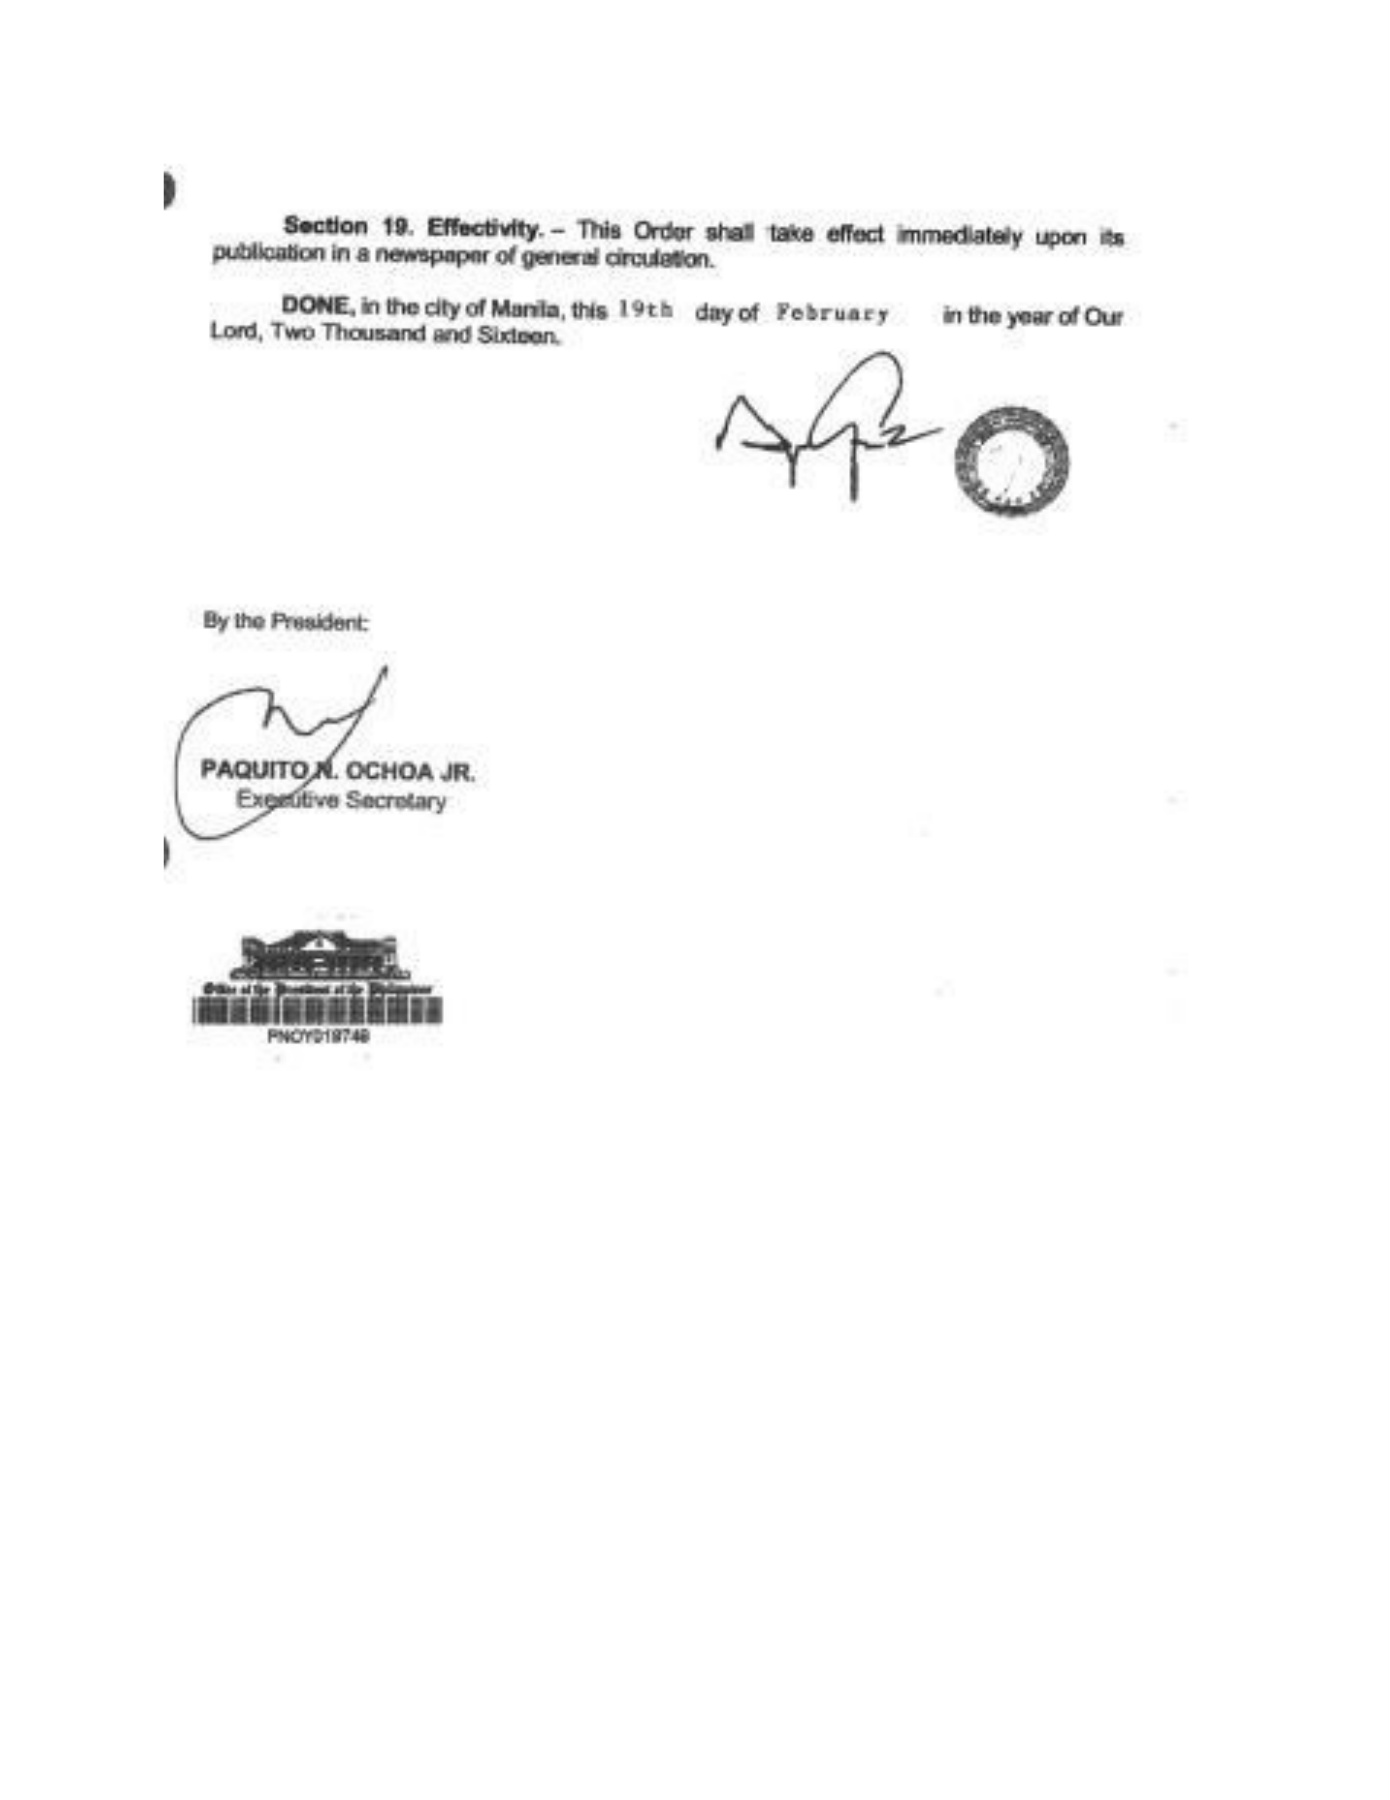 Section 19. Effectivity. – This Order shall take effect immediately upon its
publication in a newspaper of general circulation.
DONE, in the city of Manila, this 19th day of February in the year of Our
Lord, Two Thousand and Sixteen.
By the President:
PAQUITO N. OCHOA JR.
Executive Secretary
Office of the President of the Philippines